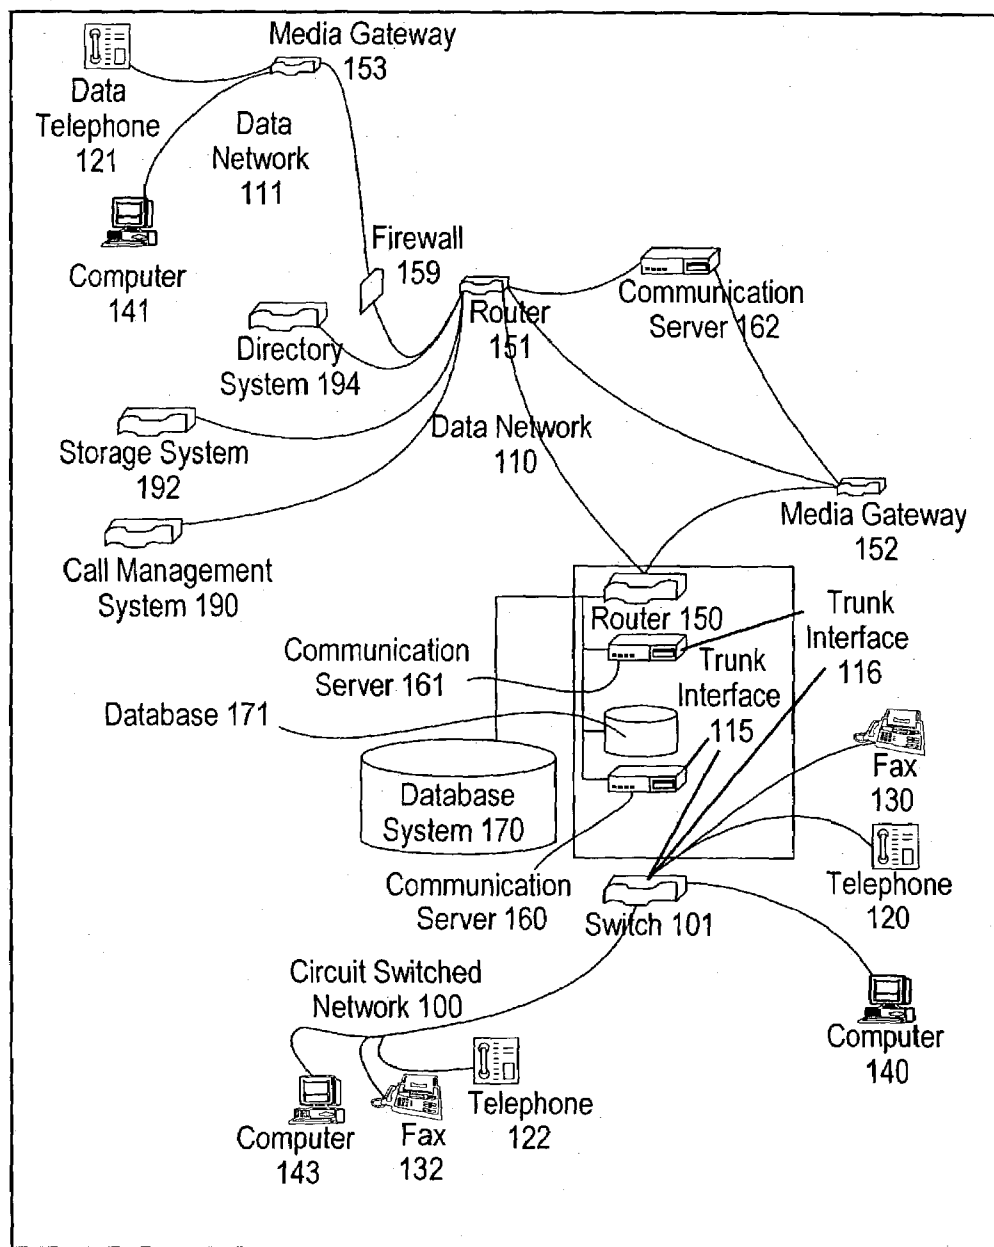 Media Gateway
153
Data
Telephone
121
Data
Network
111
Computer
141
Firewall
159
Router
151
Communication
Server 162
Directory
System 194
Storage System
192
Data Network
110
Media Gateway
152
Call Management
System 190
Router 150
Trunk
Interface
116
Communication
Server 161
Trunk
Interface
115
Database 171
Fax
130
Database
System 170
Telephone
120
Communication
Server 160
Switch 101
Circuit Switched
Network 100
Computer
140
Telephone
122
Computer
143
Fax
132